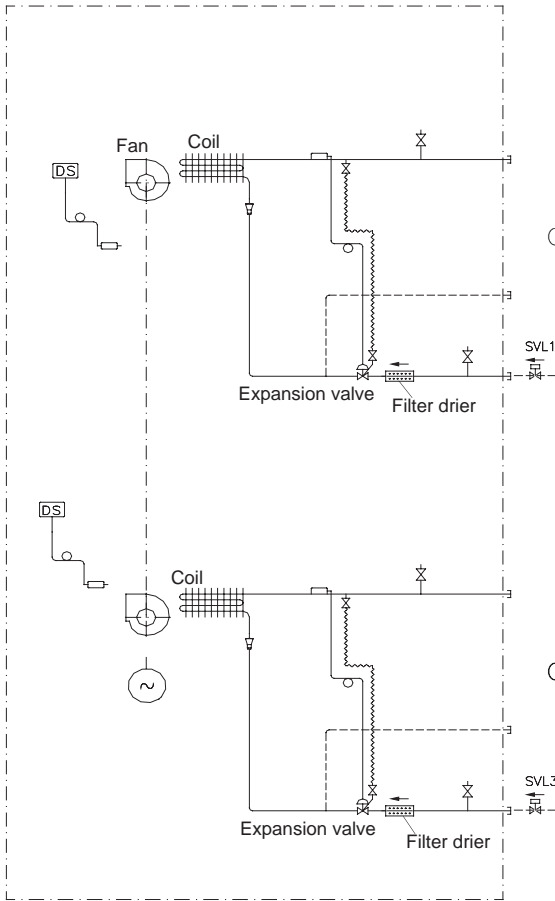 Fan
Coil
DS
SVL1
Expansion valve
Filter drier
DS
Coil
~
SVL3
Expansion valve
Filter drier